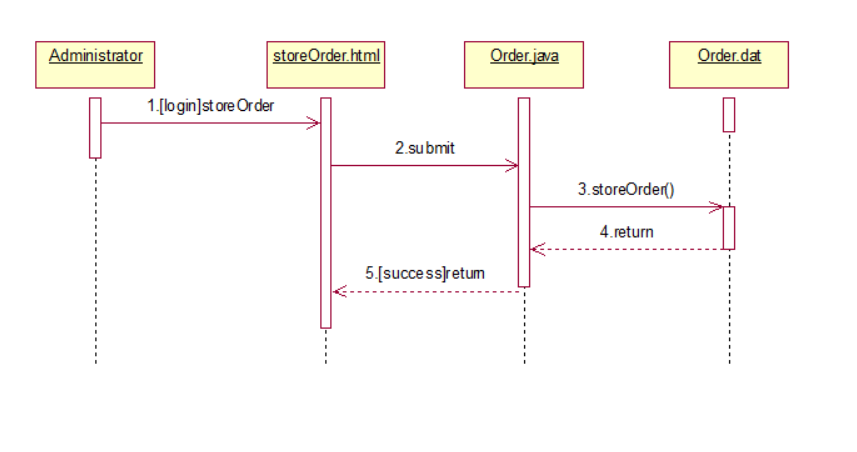 Administrator
storeOrder.html
Order.java
Order.dat
1.[login]storeOrder
2.submit
3.storeOrder()
4.return
5.[success]return